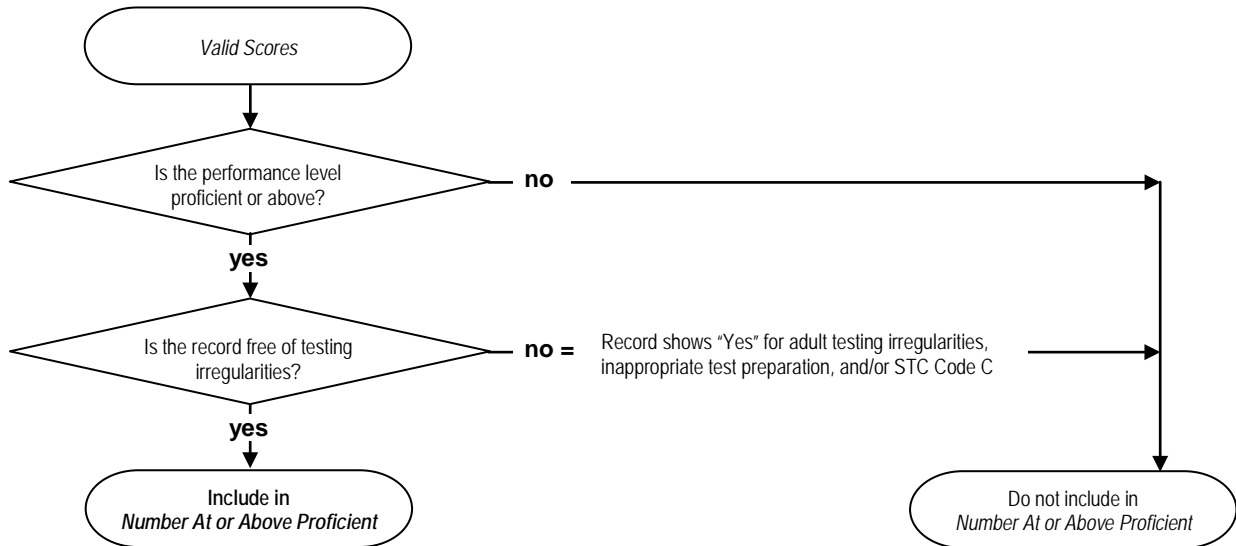 Valid Scores
Is the performance level
proficient or above?
no
yes
Is the record free of testing
irregularities?
no =
Record shows "Yes" for adult testing irregularities,
inappropriate test preparation, and/or STC Code C
yes
Include in
Number At or Above Proficient
Do not include in
Number At or Above Proficient